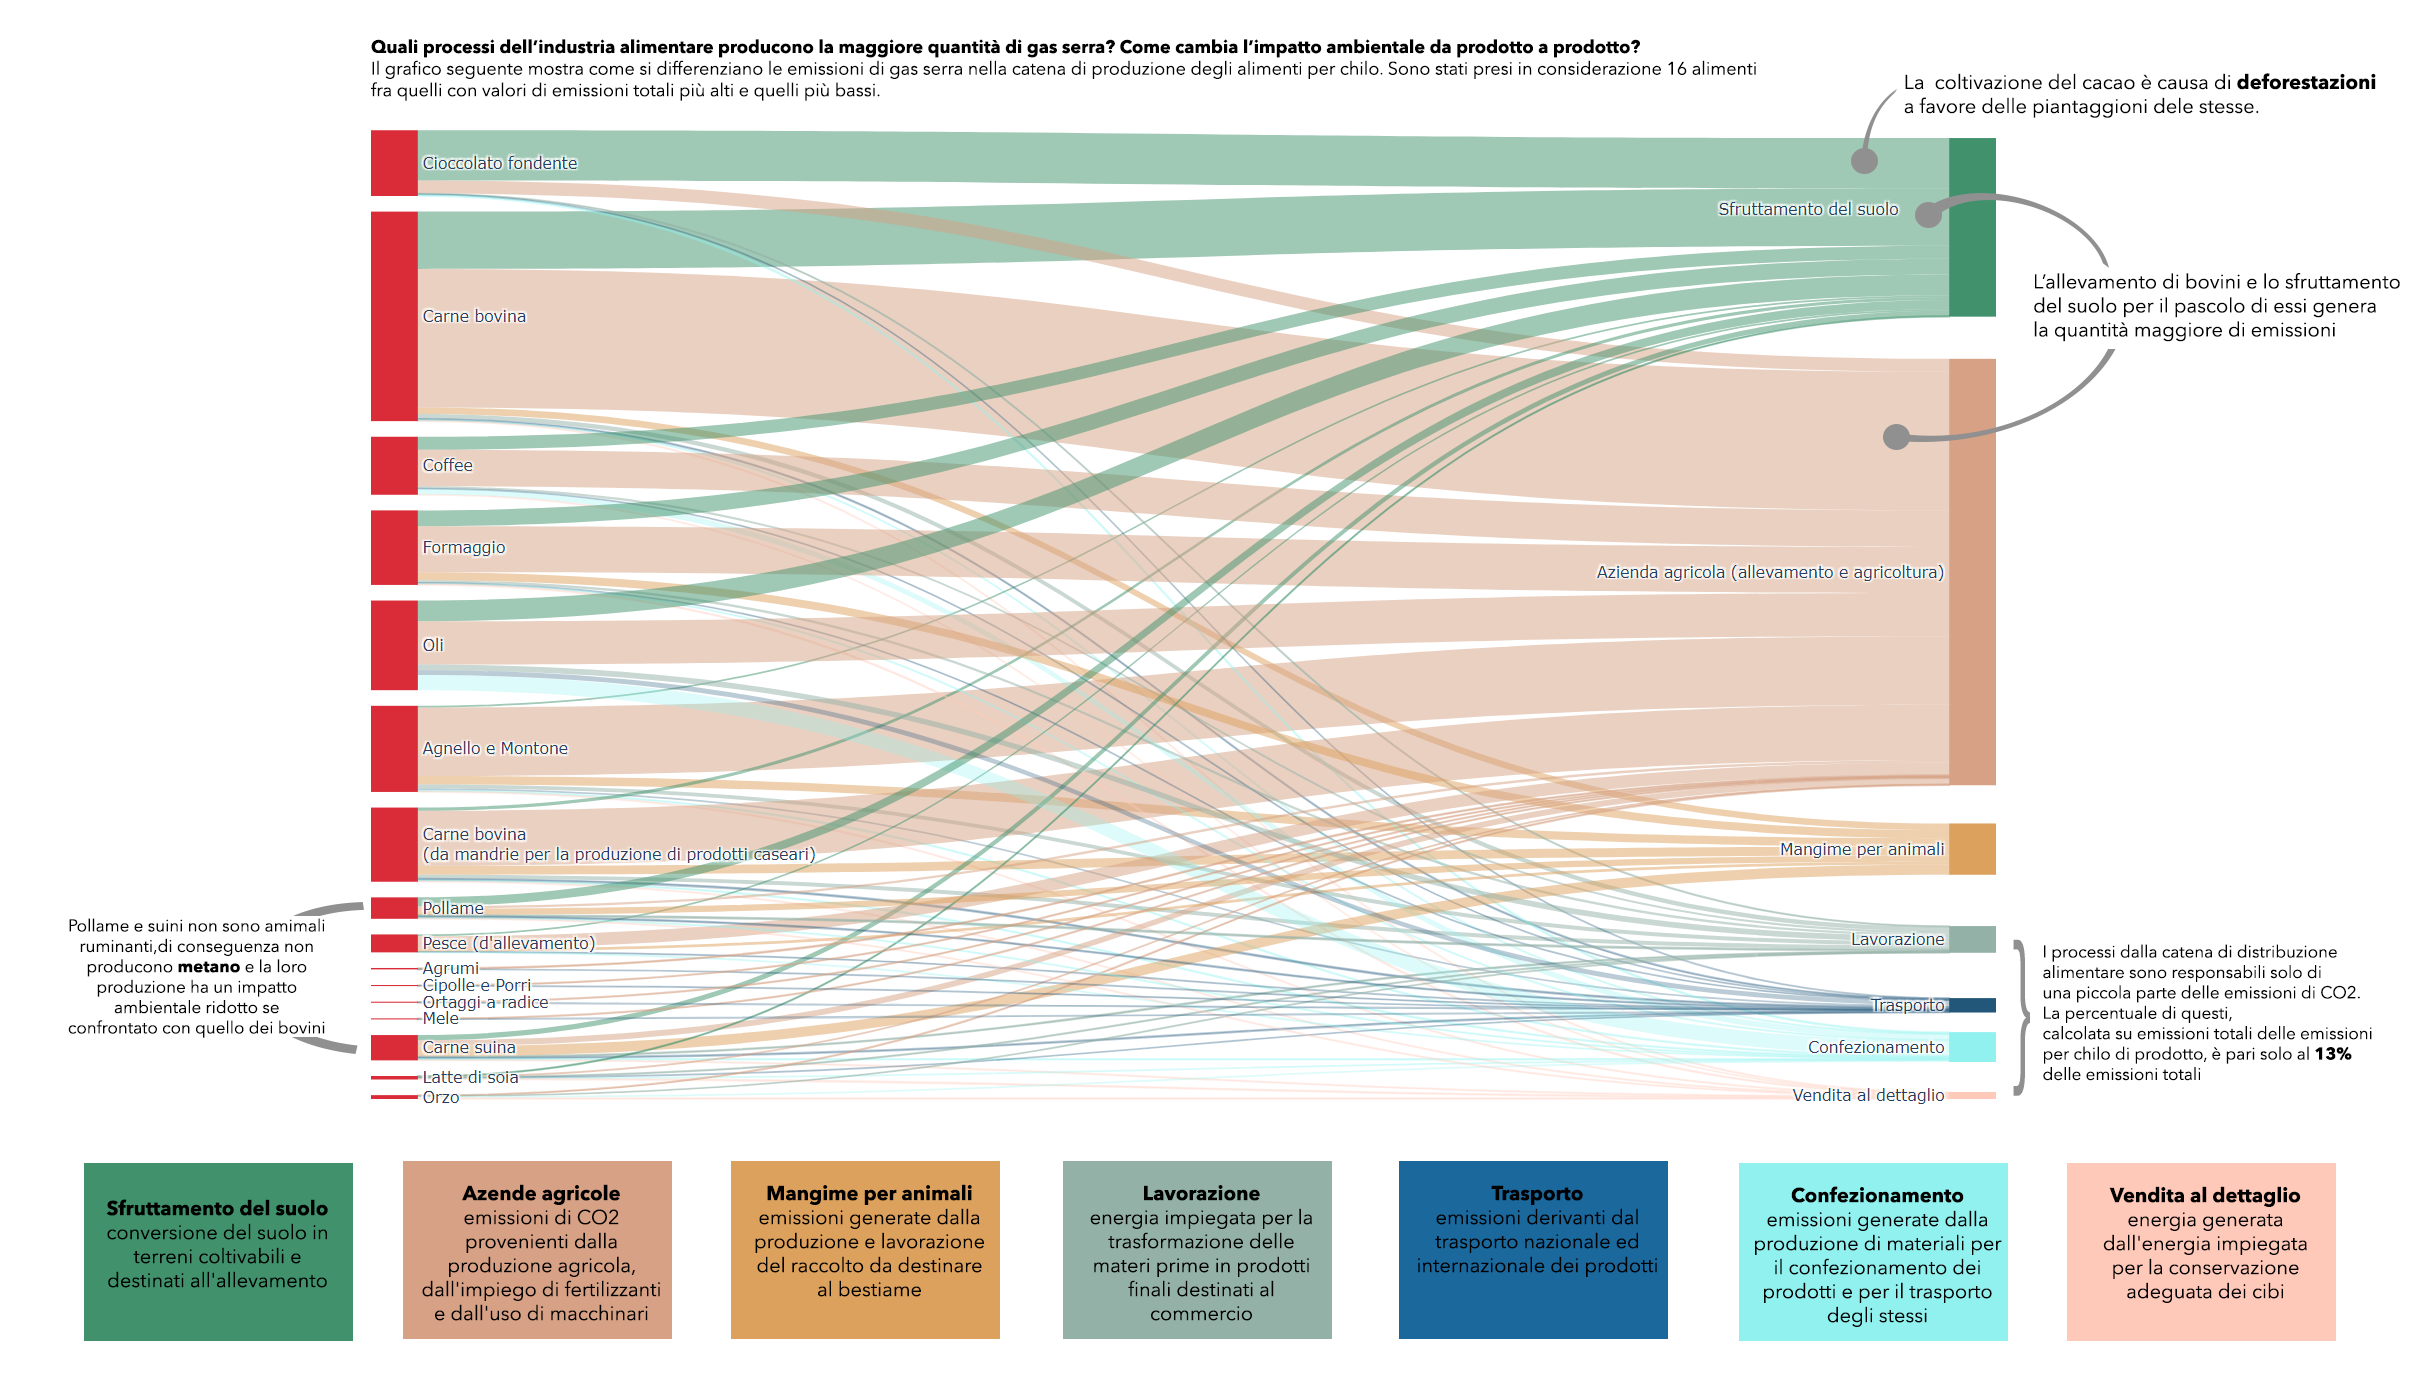 Quali processi dell'industria alimentare producono la maggiore quantità di gas serra? Come cambia l'impatto ambientale da prodotto a prodotto?
Il grafico seguente mostra come si differenziano le emissioni di gas serra nella catena di produzione degli alimenti per chilo. Sono stati presi in considerazione 16 alimenti
fra quelli con valori di emissioni totali più alti e quelli più bassi.
La coltivazione del cacao è causa di deforestazioni
a favore delle piantaggioni dele stesse.
Cioccolato fondente
Carne bovina
Coffee
Formaggio
Oli
Agnello e Montone
Carne bovina
(da mandrie per la produzione di prodotti caseari)
Pollame
Pesce (d'allevamento)
Agrumi
Cipolle e Porri
Ortaggi a radice
Mele
Carne suina
Latte di soia
Orzo
Sfruttamento del suolo
Azienda agricola (allevamento e agricoltura)
Mangime per animali
Lavorazione
Trasporto
Confezionamento
Vendita al dettaglio
L'allevamento di bovini e lo sfruttamento
del suolo per il pascolo di essi genera
la quantità maggiore di emissioni
Pollame e suini non sono amimali
ruminanti,di conseguenza non
producono metano e la loro
produzione ha un impatto
ambientale ridotto se
confrontato con quello dei bovini
I processi dalla catena di distribuzione
alimentare sono responsabili solo di
una piccola parte delle emissioni di CO2.
La percentuale di questi,
calcolata su emissioni totali delle emissioni
per chilo di prodotto, è pari solo al 13%
delle emissioni totali
Sfruttamento del suolo
conversione del suolo in
terreni coltivabili e
destinati all'allevamento
Azende agricole
emissioni di CO2
provenienti dalla
produzione agricola,
dall'impiego di fertilizzanti
e dall'uso di macchinari
Mangime per animali
emissioni generate dalla
produzione e lavorazione
del raccolto da destinare
al bestiame
Lavorazione
energia impiegata per la
trasformazione delle
materi prime in prodotti
finali destinati al
commercio
Trasporto
emissioni derivanti dal
trasporto nazionale ed
internazionale dei prodotti
Confezionamento
emissioni generate dalla
produzione di materiali per
il confezionamento dei
prodotti e per il trasporto
degli stessi
Vendita al dettaglio
energia generata
dall'energia impiegata
per la conservazione
adeguata dei cibi